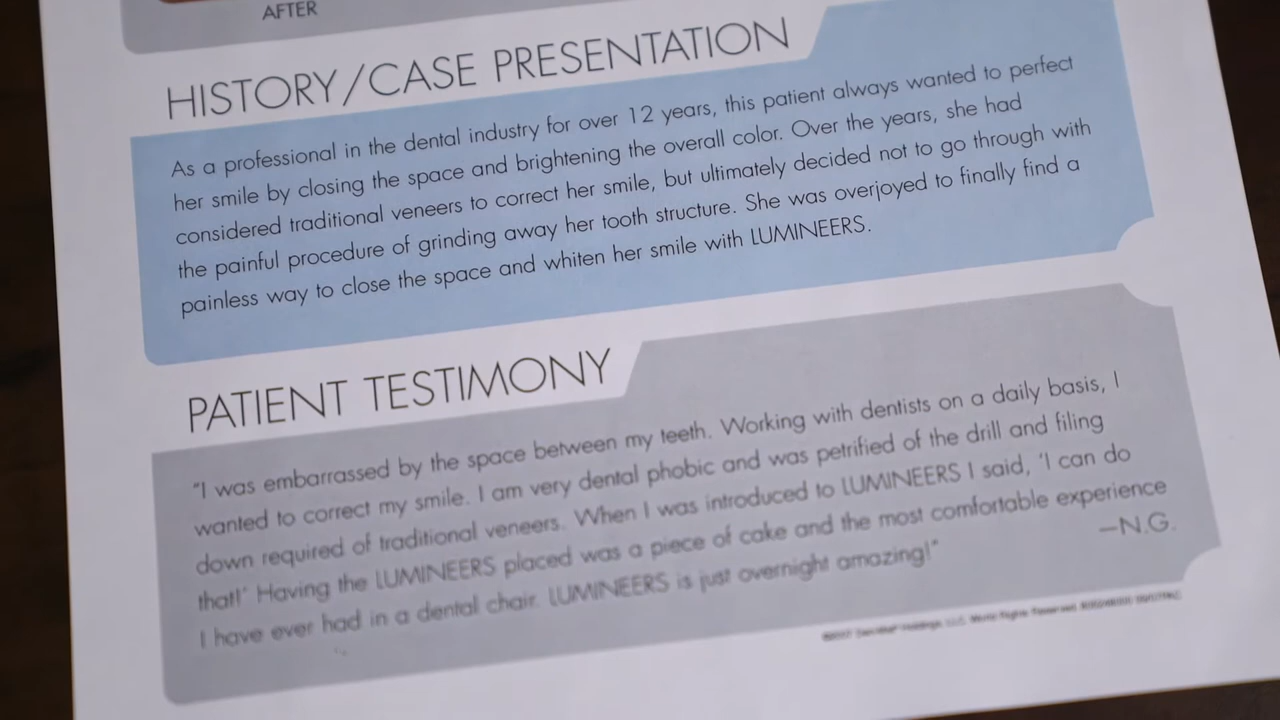 AFTER
HISTORY/CASE PRESENTATION
As a professional in the dental industry for over 12 years, this patient always wanted to perfect
her smile by closing the space and brightening the overall color. Over the years, she had
considered traditional veneers to correct her smile, but ultimately decided not to go through with
the painful procedure of grinding away her tooth structure. She was overjoyed to finally find a
painless way to close the space and whiten her smile with LUMINEERS.
PATIENT TESTIMONY
"I was embarrassed by the space between my teeth. Working with dentists on a daily basis, I
wanted to correct my smile. I am very dental phobic and was petrified of the drill and filing
down required of traditional veneers. When I was introduced to LUMINEERS I said, 'I can do
that!' Having the LUMINEERS placed was a piece of cake and the most comfortable experience
I have ever had in a dental chair. LUMINEERS is just overnight amazing!"
—N.G.
Holdings, LLC. World Rights Reserved.